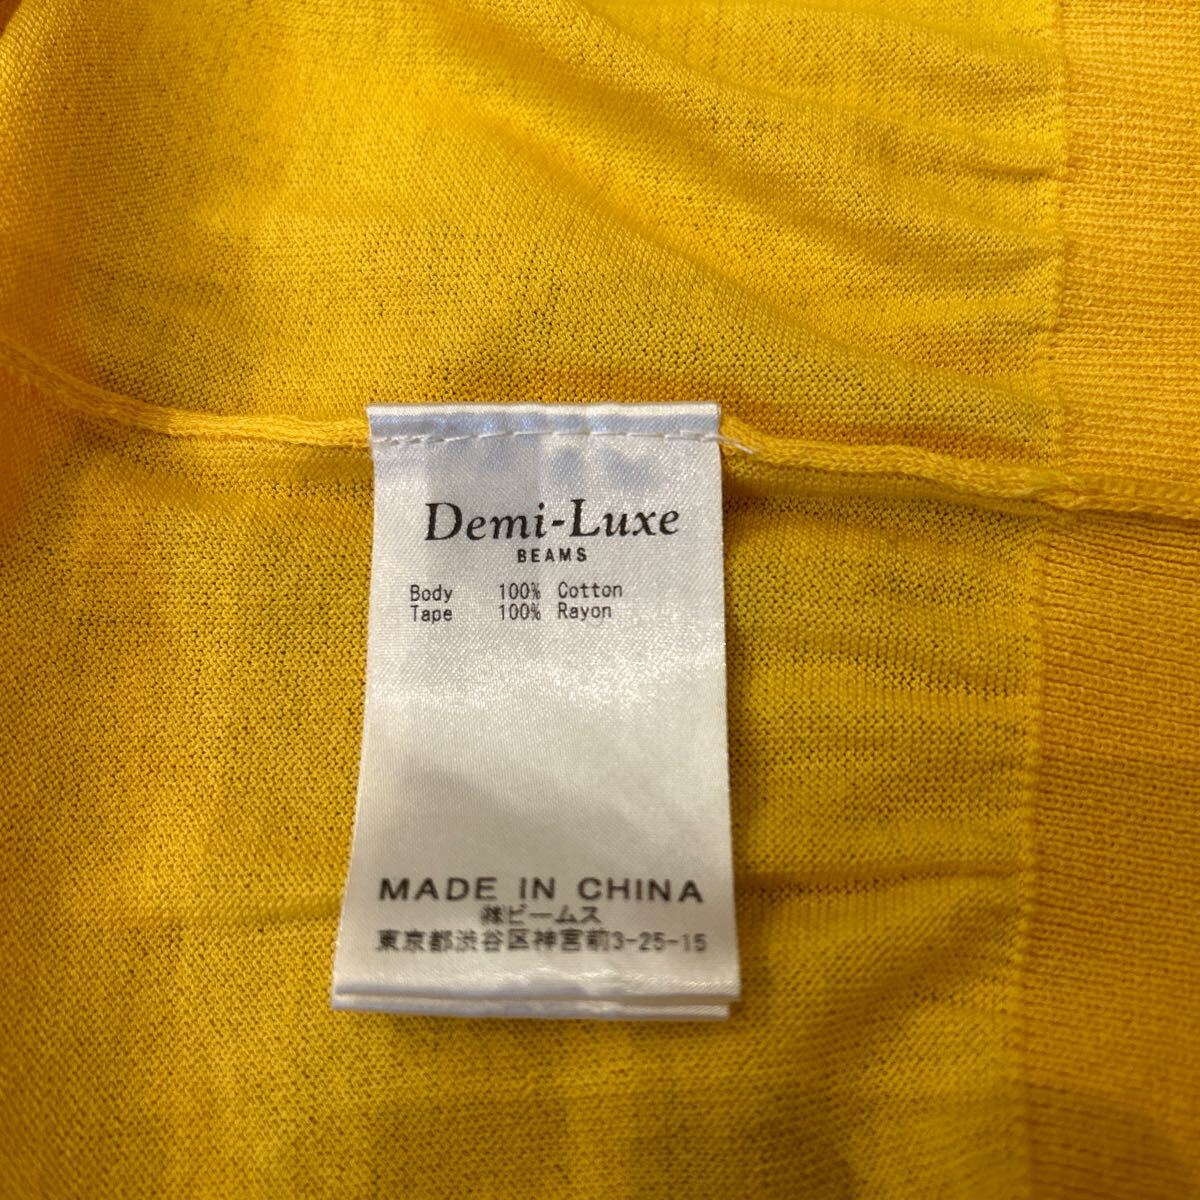 Demi-Luxe
BEAMS
Body 100% Cotton
Tape 100% Rayon
MADE IN CHINA
㈱ビームス
東京都渋谷区神宮前3-25-15